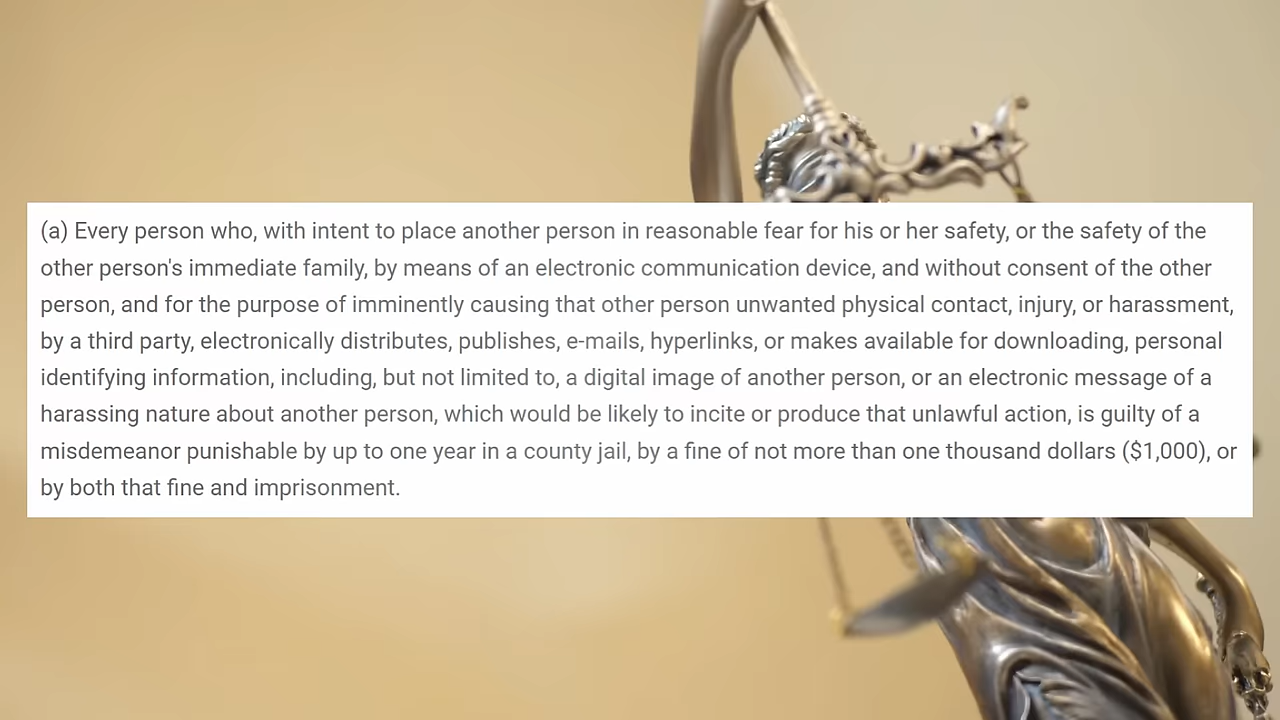 (a) Every person who, with intent to place another person in reasonable fear for his or her safety, or the safety of the
other person's immediate family, by means of an electronic communication device, and without consent of the other
person, and for the purpose of imminently causing that other person unwanted physical contact, injury, or harassment,
by a third party, electronically distributes, publishes, e-mails, hyperlinks, or makes available for downloading, personal
identifying information, including, but not limited to, a digital image of another person, or an electronic message of a
harassing nature about another person, which would be likely to incite or produce that unlawful action, is guilty of a
misdemeanor punishable by up to one year in a county jail, by a fine of not more than one thousand dollars ($1,000), or
by both that fine and imprisonment.